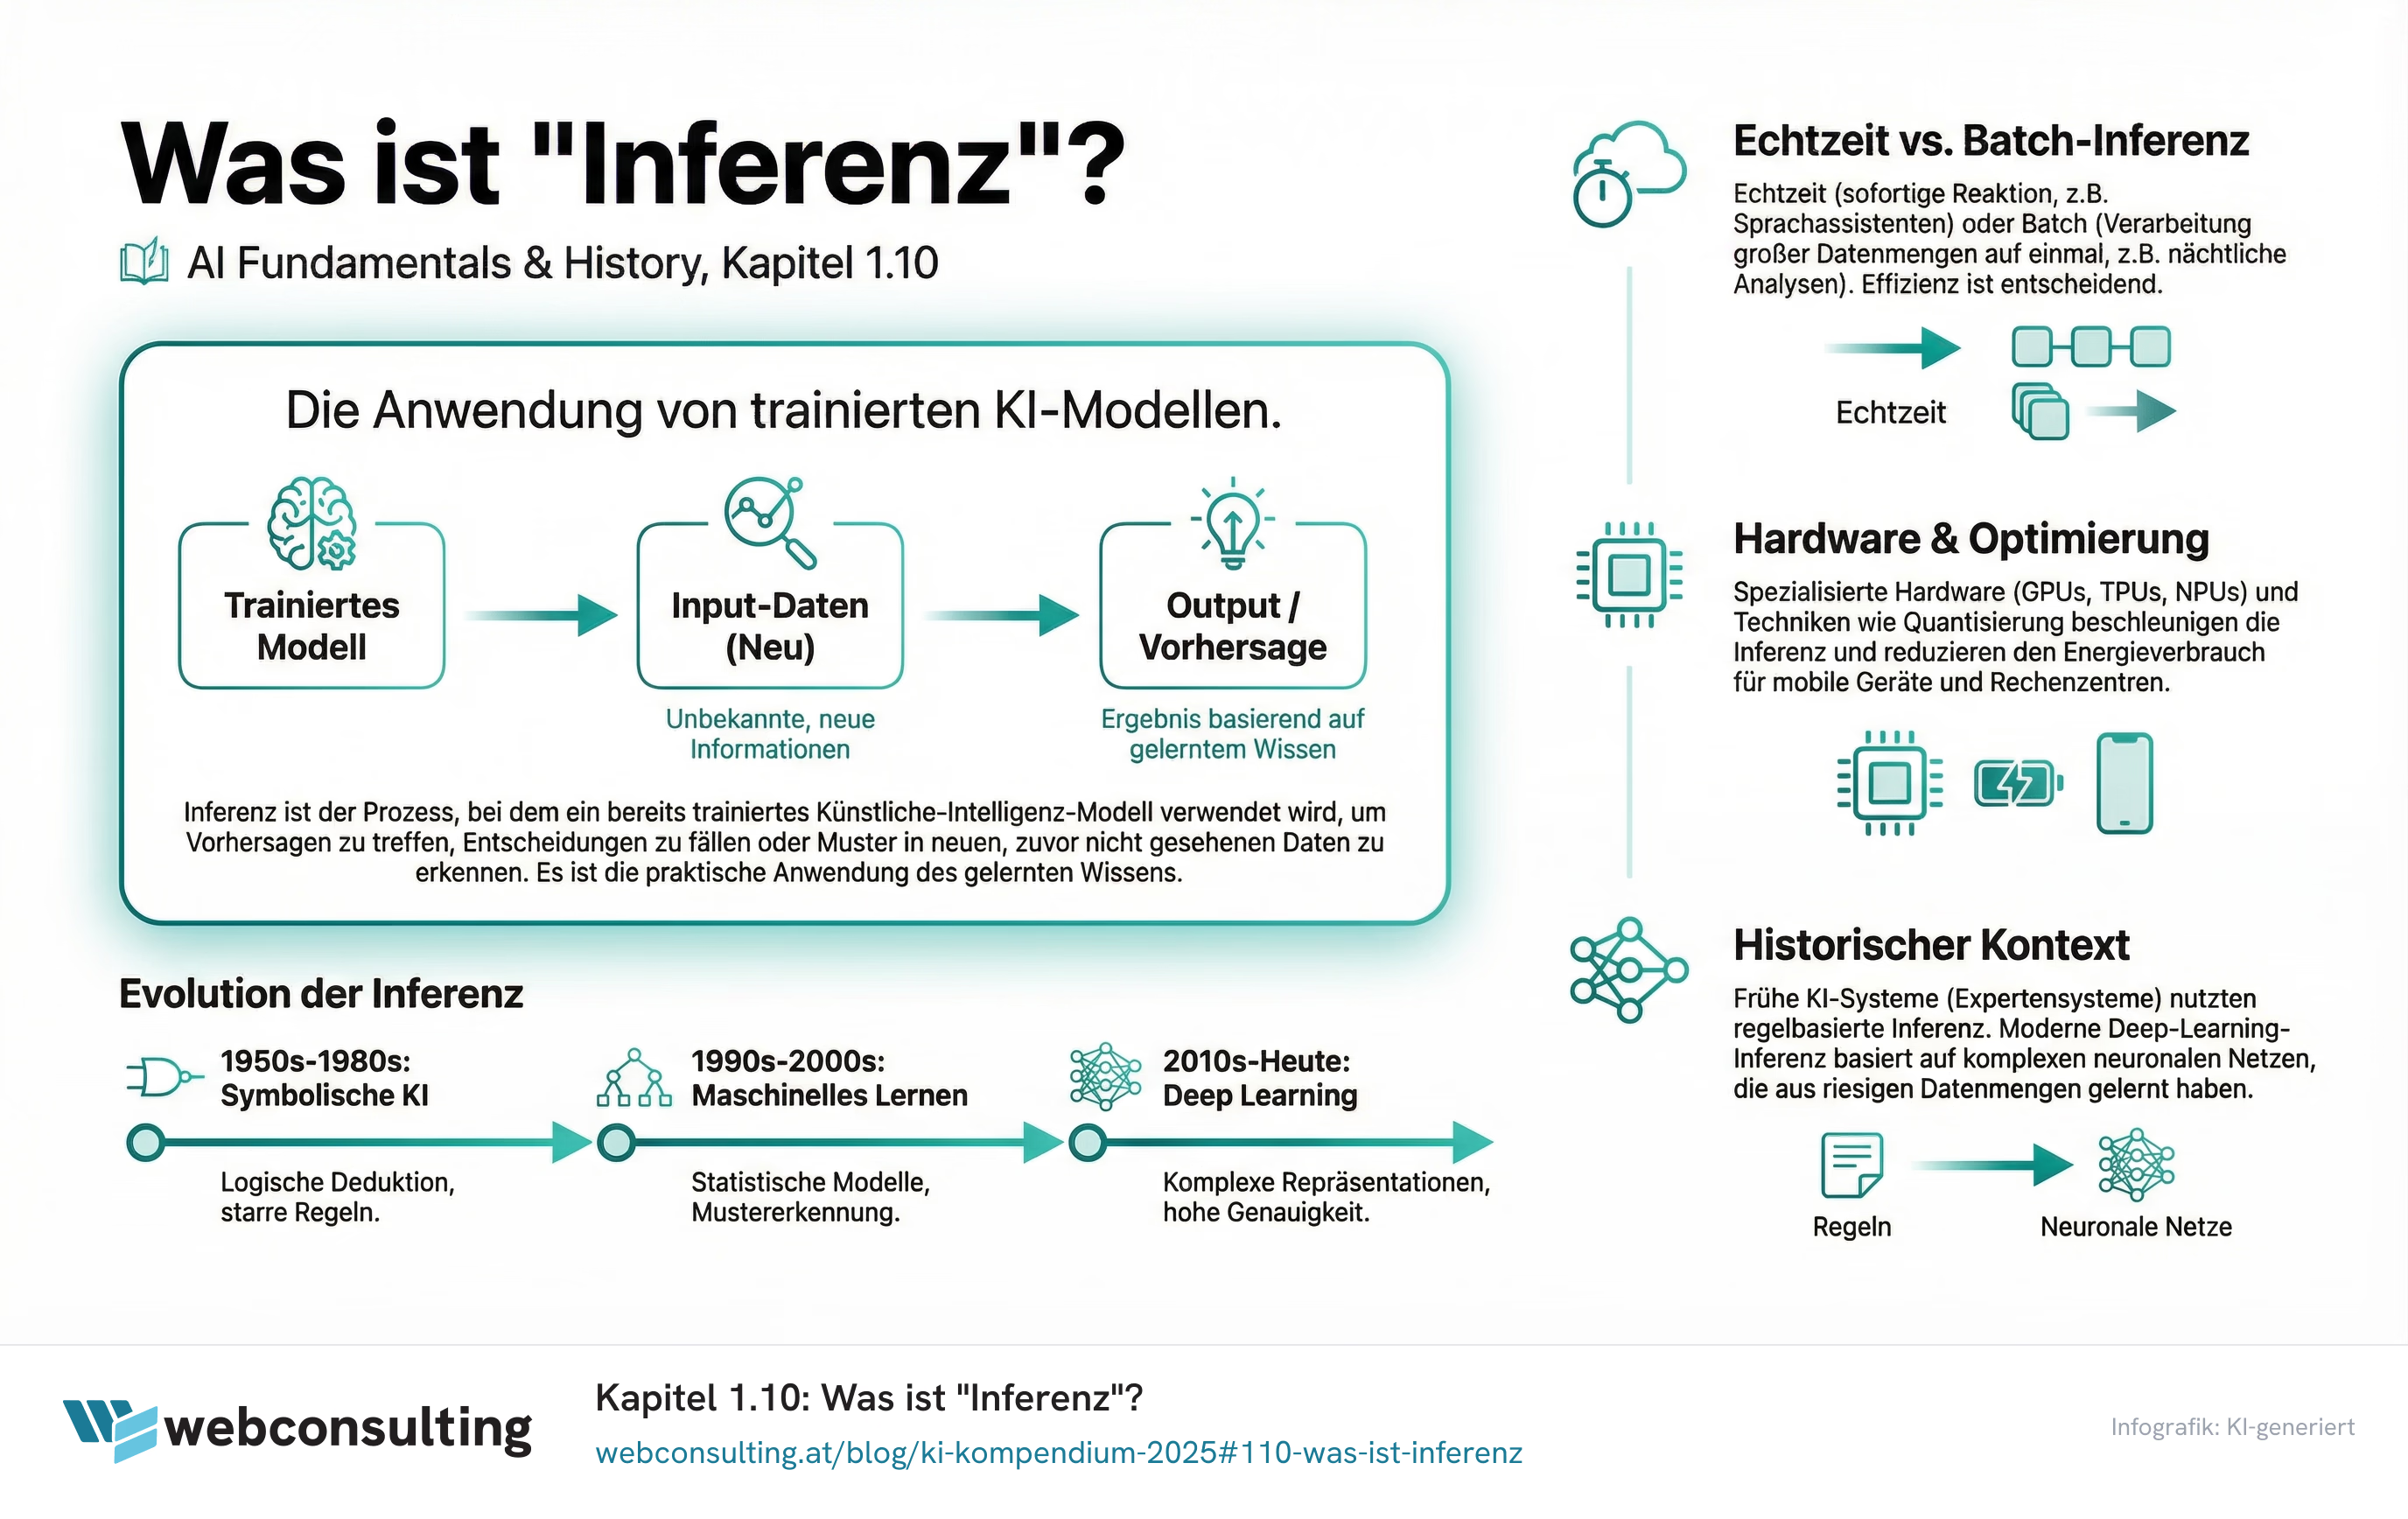 Was ist "Inferenz"?
AI Fundamentals & History, Kapitel 1.10
Die Anwendung von trainierten KI-Modellen.
Trainiertes
Modell
Input-Daten
(Neu)
Unbekannte, neue
Informationen
Output /
Vorhersage
Ergebnis basierend auf
gelerntem Wissen
Inferenz ist der Prozess, bei dem ein bereits trainiertes Künstliche-Intelligenz-Modell verwendet wird, um
Vorhersagen zu treffen, Entscheidungen zu fällen oder Muster in neuen, zuvor nicht gesehenen Daten zu
erkennen. Es ist die praktische Anwendung des gelernten Wissens.
Evolution der Inferenz
1950s-1980s:
Symbolische KI
Logische Deduktion,
starre Regeln.
1990s-2000s:
Maschinelles Lernen
Statistische Modelle,
Mustererkennung.
2010s-Heute:
Deep Learning
Komplexe Repräsentationen,
hohe Genauigkeit.
Echtzeit vs. Batch-Inferenz
Echtzeit (sofortige Reaktion, z.B.
Sprachassistenten) oder Batch (Verarbeitung
großer Datenmengen auf einmal, z.B. nächtliche
Analysen). Effizienz ist entscheidend.
Echtzeit
Hardware & Optimierung
Spezialisierte Hardware (GPUs, TPUs, NPUs) und
Techniken wie Quantisierung beschleunigen die
Inferenz und reduzieren den Energieverbrauch
für mobile Geräte und Rechenzentren.
Historischer Kontext
Frühe KI-Systeme (Expertensysteme) nutzten
regelbasierte Inferenz. Moderne Deep-Learning-
Inferenz basiert auf komplexen neuronalen Netzen,
die aus riesigen Datenmengen gelernt haben.
Regeln
Neuronale Netze
webconsulting
Kapitel 1.10: Was ist "Inferenz"?
webconsulting.at/blog/ki-kompendium-2025#110-was-ist-inferenz
Infografik: KI-generiert